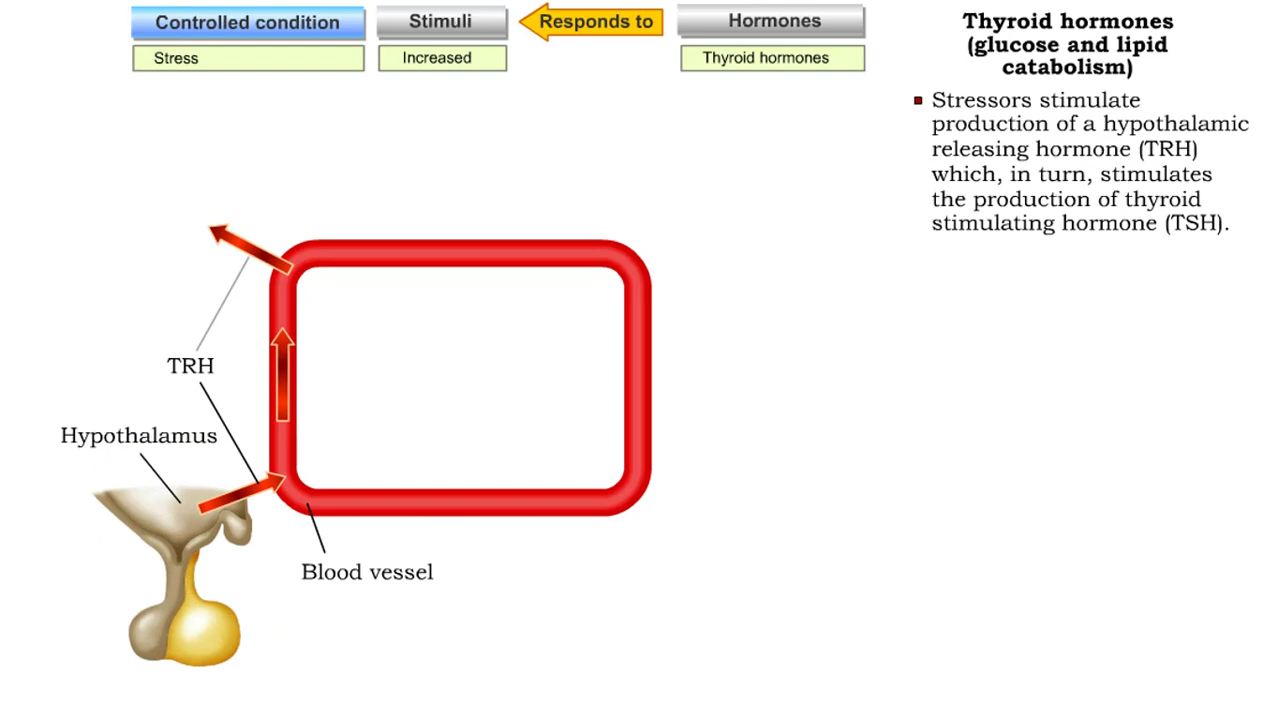 Controlled condition
Stimuli
Responds to
Hormones
Stress
Increased
Thyroid hormones
Thyroid hormones
(glucose and lipid
catabolism)
Stressors stimulate
production of a hypothalamic
releasing hormone (TRH)
which, in turn, stimulates
the production of thyroid
stimulating hormone (TSH).
TRH
Hypothalamus
Blood vessel